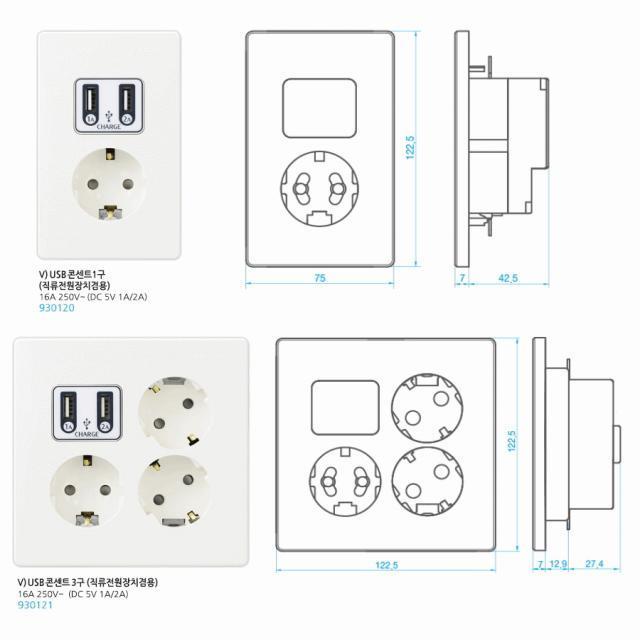 1A
2A
CHARGE
122,5
75
7
42,5
V) USB 콘센트1구
(직류전원장치겸용)
16A 250V~ (DC 5V 1A/2A)
930120
1A
2A
CHARGE
122,5
122,5
7
12,9
27,4
V) USB 콘센트 3구 (직류전원장치겸용)
16A 250V~ (DC 5V 1A/2A)
930121